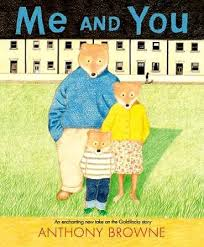 Me AND You
An enchanting new take on the Goldilocks story
ANTHONY BROWNE